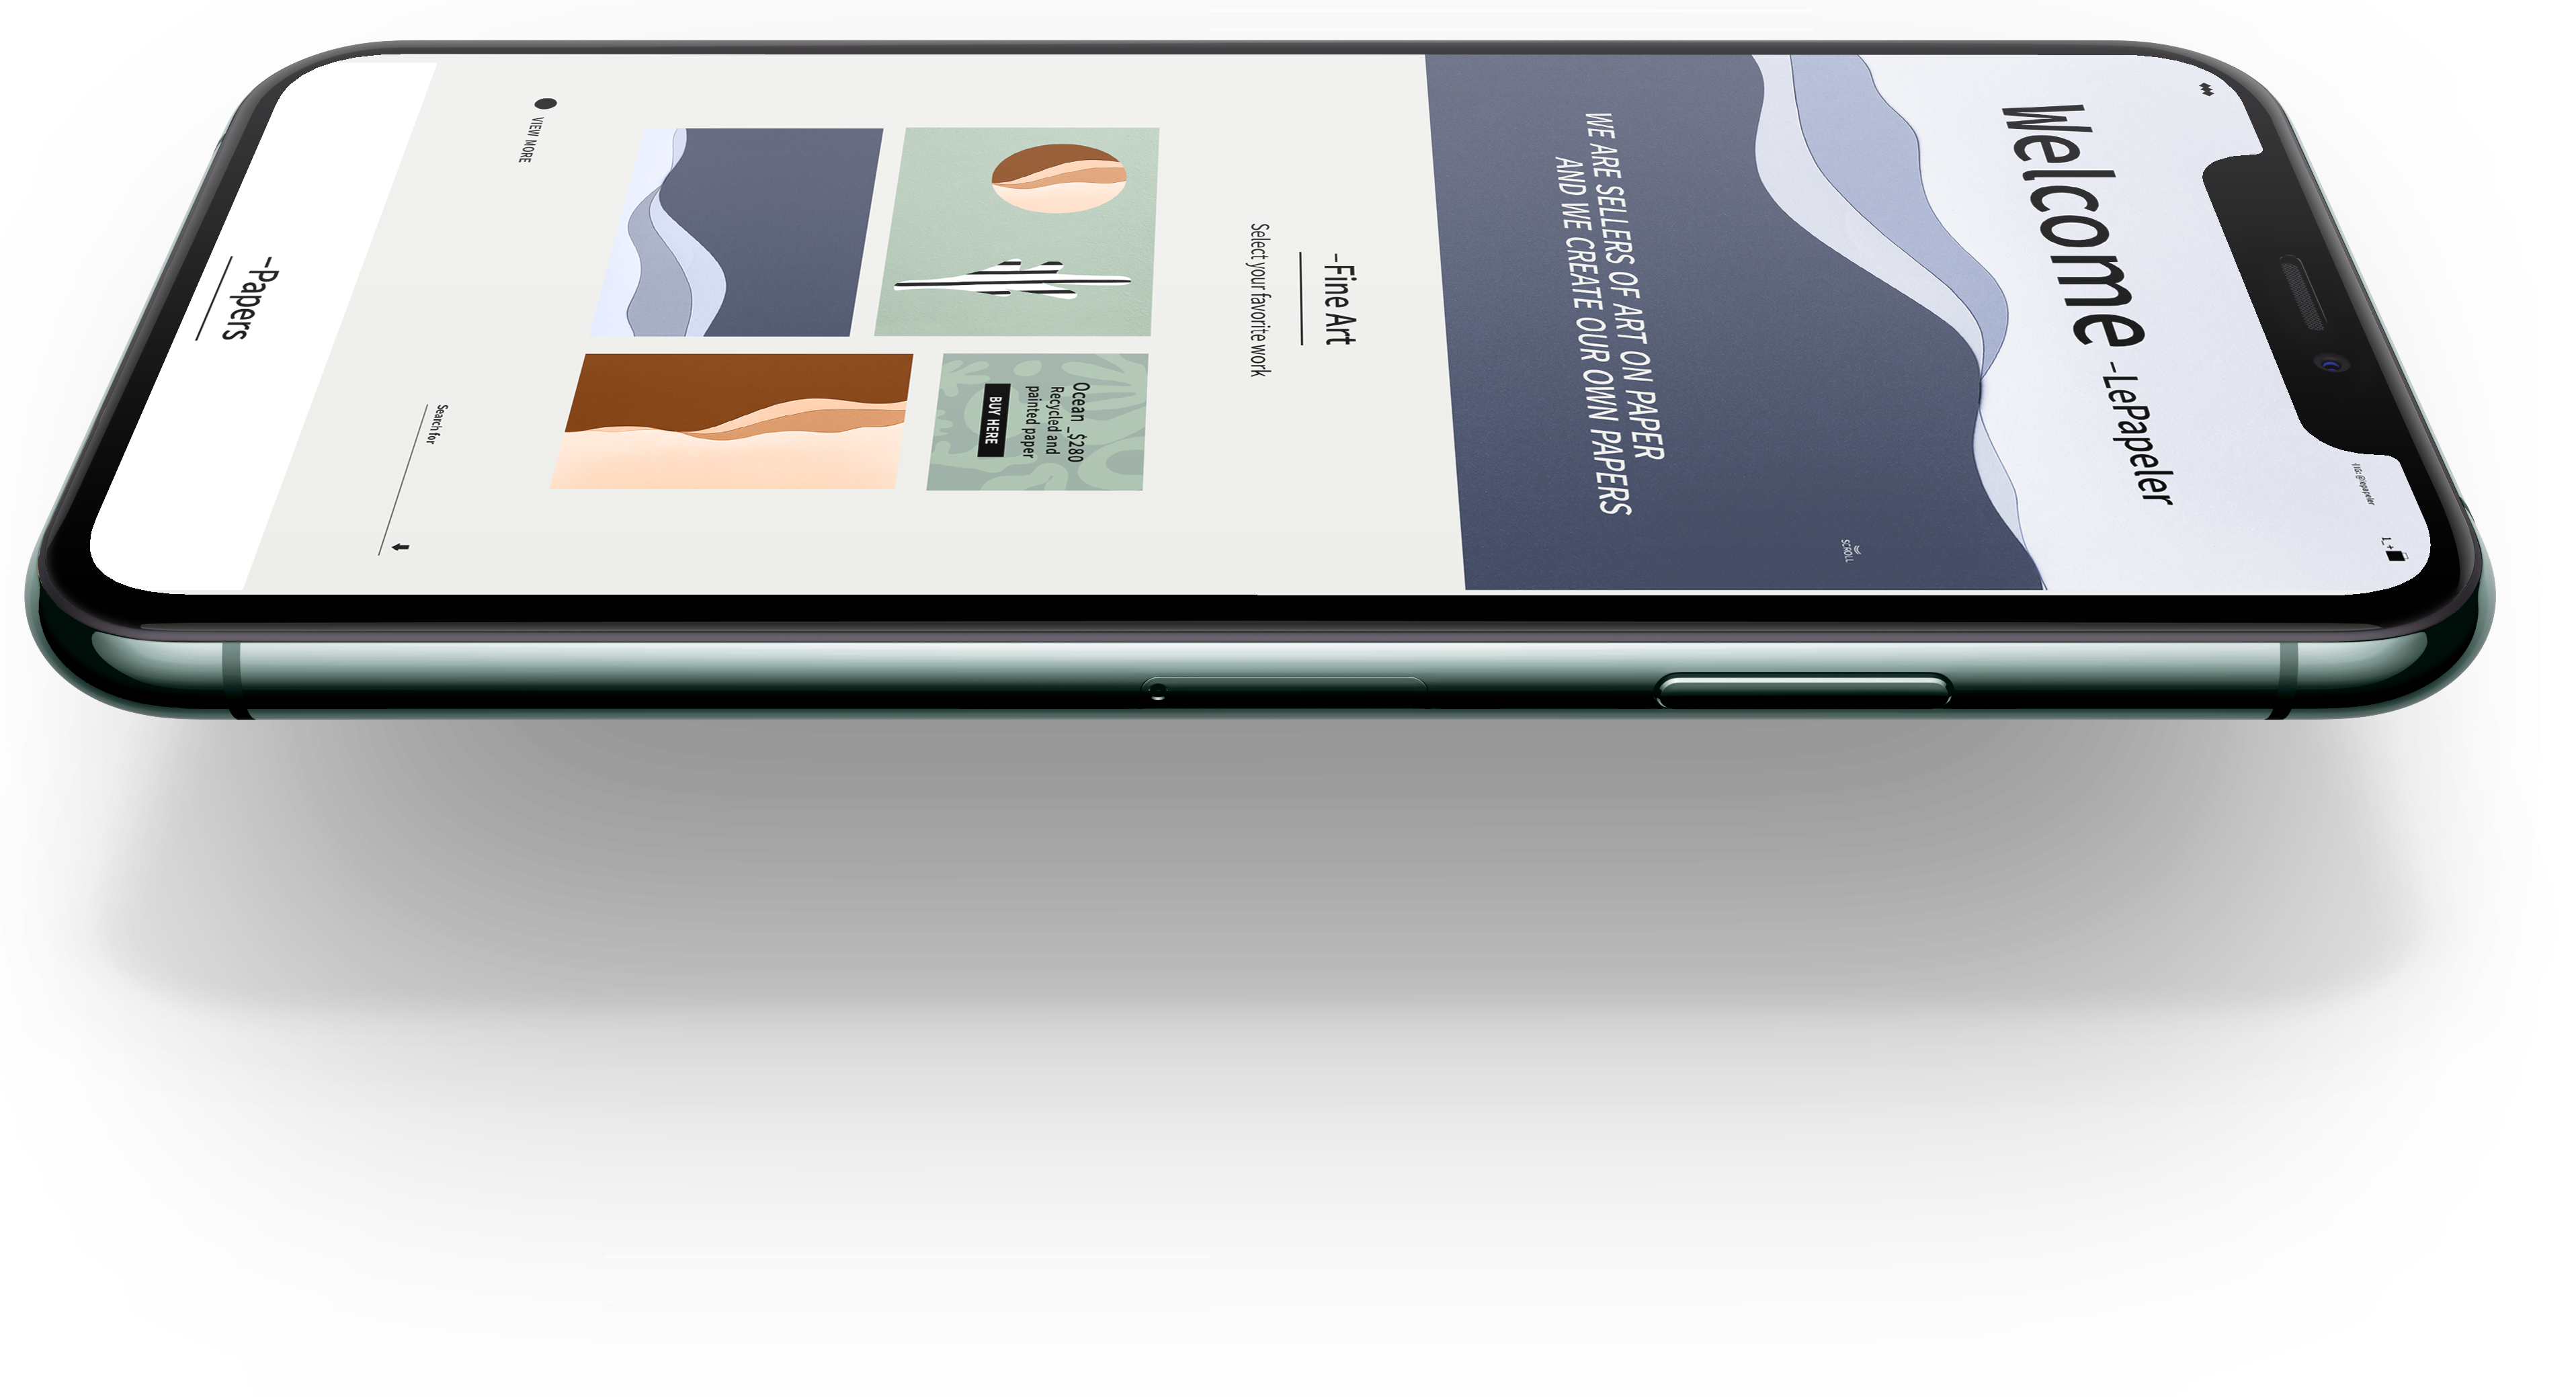 -(IG: @lepapeler
1_+
Welcome -LePapeler
SCROLL
WE ARE SELLERS OF ART ON PAPER
AND WE CREATE OUR OWN PAPERS
-Fine Art
Select your favorite work
Ocean _$280
Recycled and
painted paper
BUY HERE
VIEW MORE
Search for
-Papers